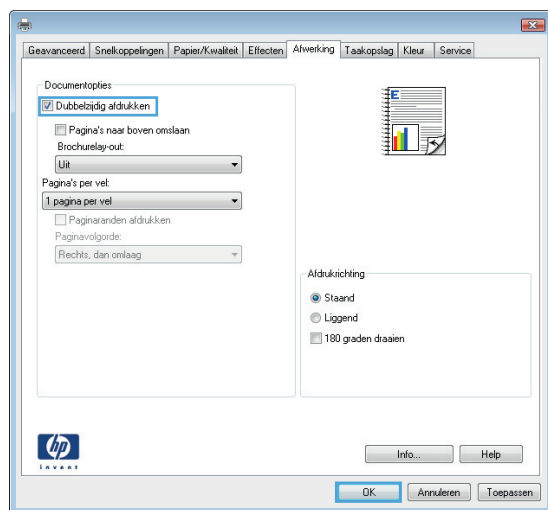 Geavanceerd Snelkoppelingen Papier/Kwaliteit Effecten Afwerking Taakopslag Kleur Service
Documentopties
Dubbelzijdig afdrukken
Pagina's naar boven omslaan
Brochurelay-out:
Uit
Pagina's per vel:
1 pagina per vel
Paginaranden afdrukken
Paginavolgorde:
Rechts, dan omlaag
E
Afdrukrichting
Staand
Liggend
180 graden draaien
hp
invent
Info... Help
OK Annuleren Toepassen